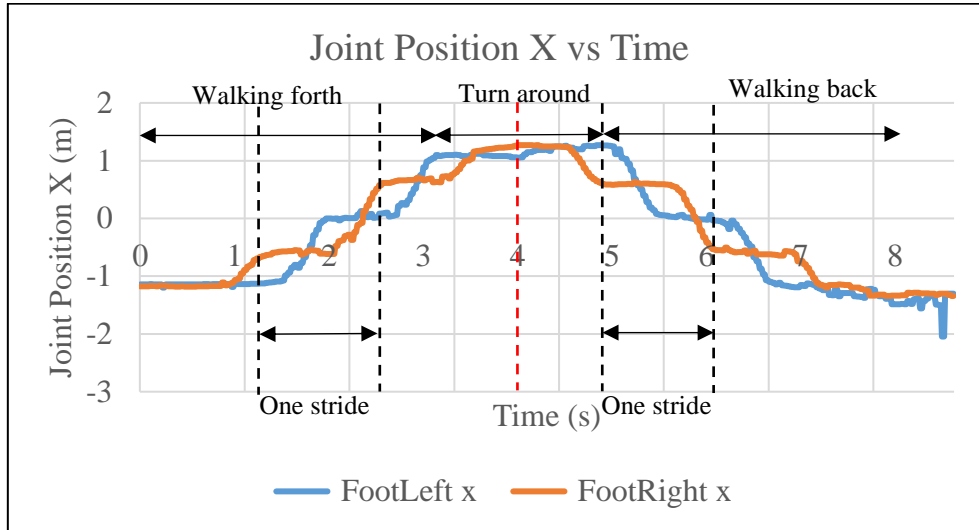 Joint Position X vs Time
Walking forth
Turn around
Walking back
Joint Position X (m)
2
1
0
-1
-2
-3
0 1 2 3 4 5 6 7 8
One stride
Time (s)
One stride
FootLeft x
FootRight x